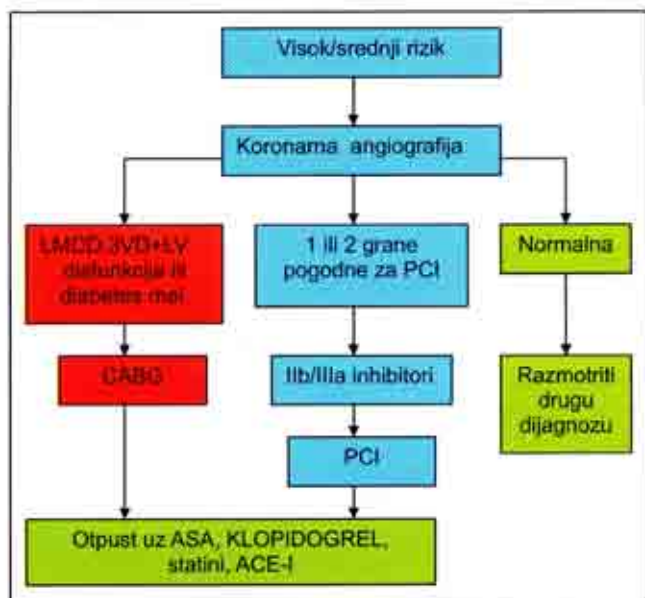 Visok/srednji rizik
Koronarna angiografija
LMCD 3VD+LV
disfunkcija ili
diabetes mel.
1 ili 2 grane
pogodne za PCI
Normalna
CABG
IIb/IIIa inhibitori
Razmotriti
drugu
dijagnozu
PCI
Otpust uz ASA, KLOPIDOGREL,
statini, ACE-I